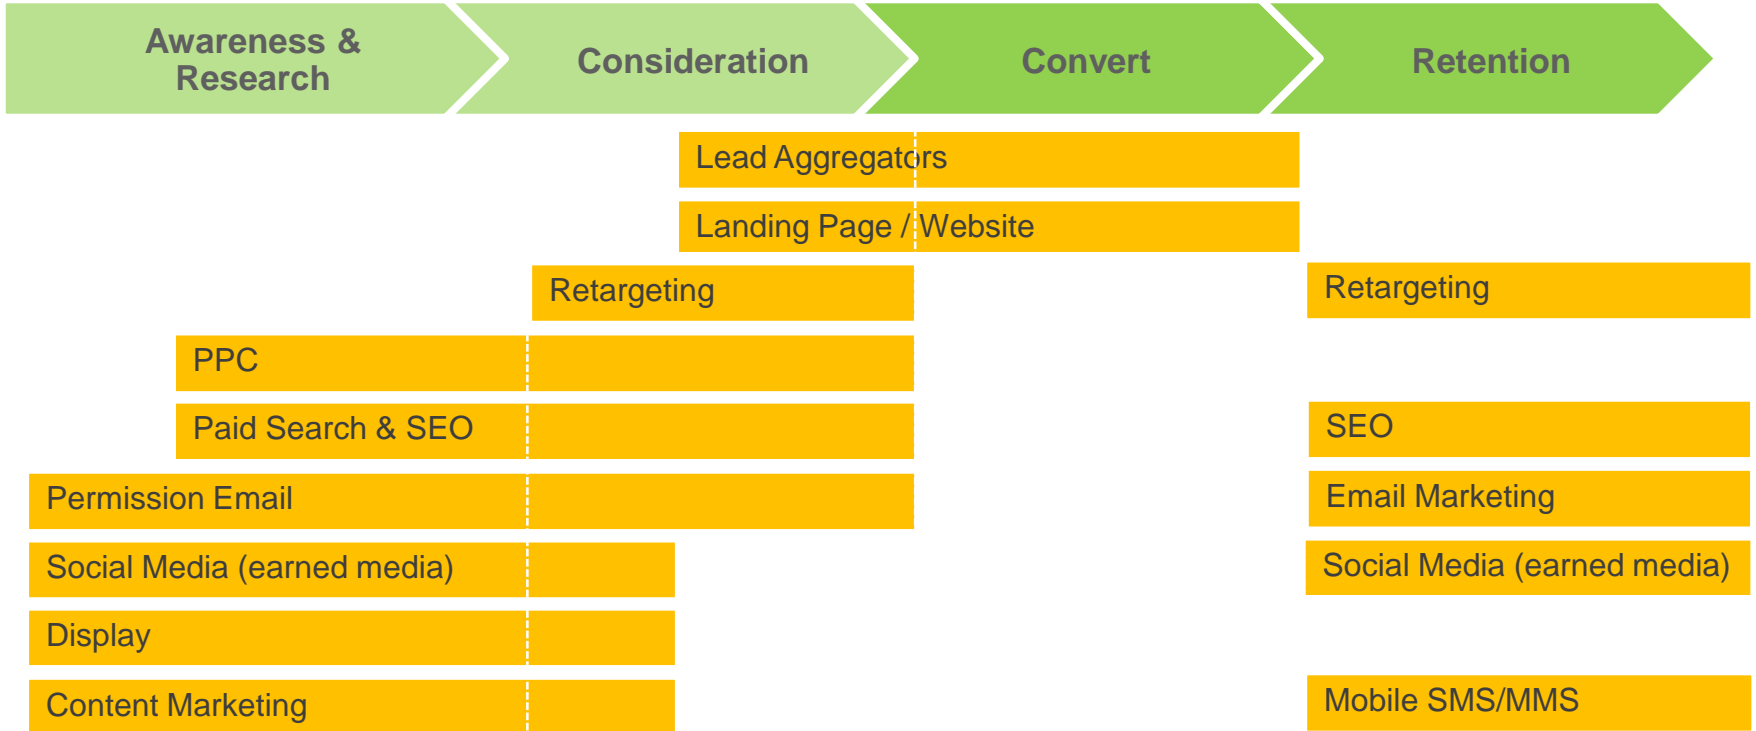 Awareness &
Research
Consideration
Convert
Retention
Lead Aggregators
Landing Page / Website
Retargeting
Retargeting
PPC
Paid Search & SEO
SEO
Permission Email
Email Marketing
Social Media (earned media)
Social Media (earned media)
Display
Content Marketing
Mobile SMS/MMS